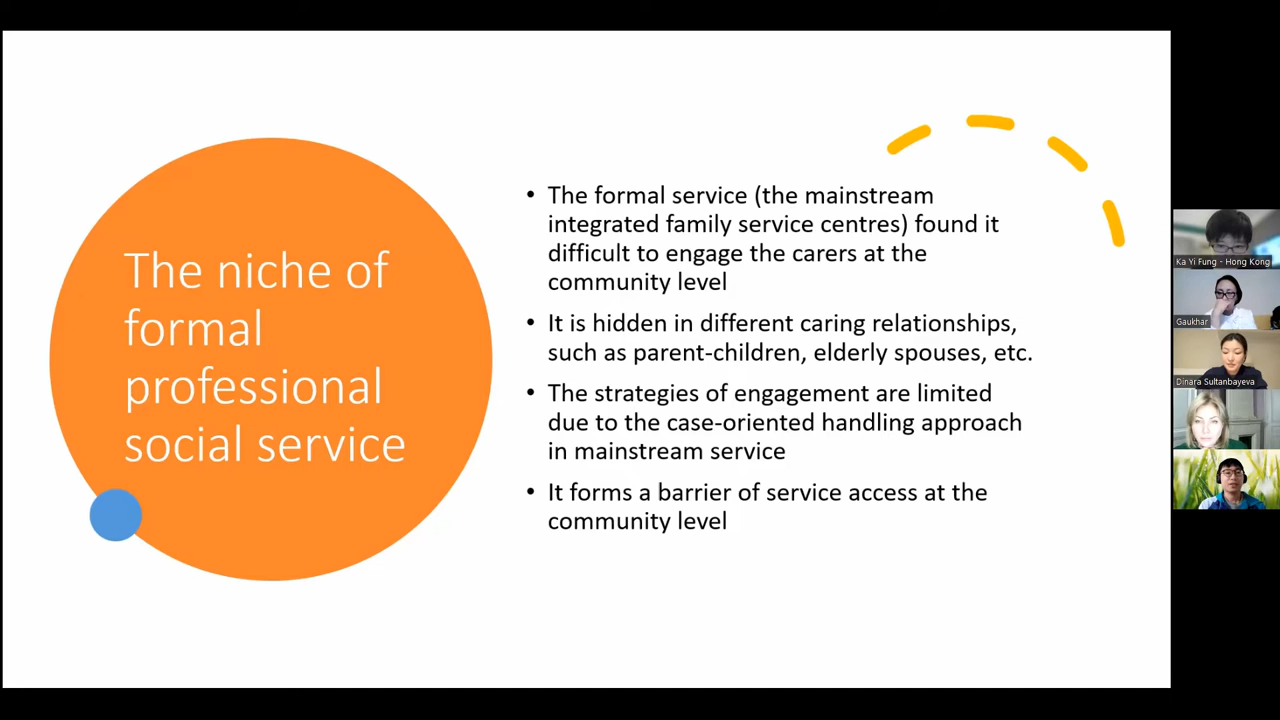 The niche of
formal
professional
social service
• The formal service (the mainstream
integrated family service centres) found it
difficult to engage the carers at the
community level
• It is hidden in different caring relationships,
such as parent-children, elderly spouses, etc.
• The strategies of engagement are limited
due to the case-oriented handling approach
in mainstream service
• It forms a barrier of service access at the
community level
Ka Yi Fung - Hong Kong
Gaukhar
Dinara Sultanbayeva